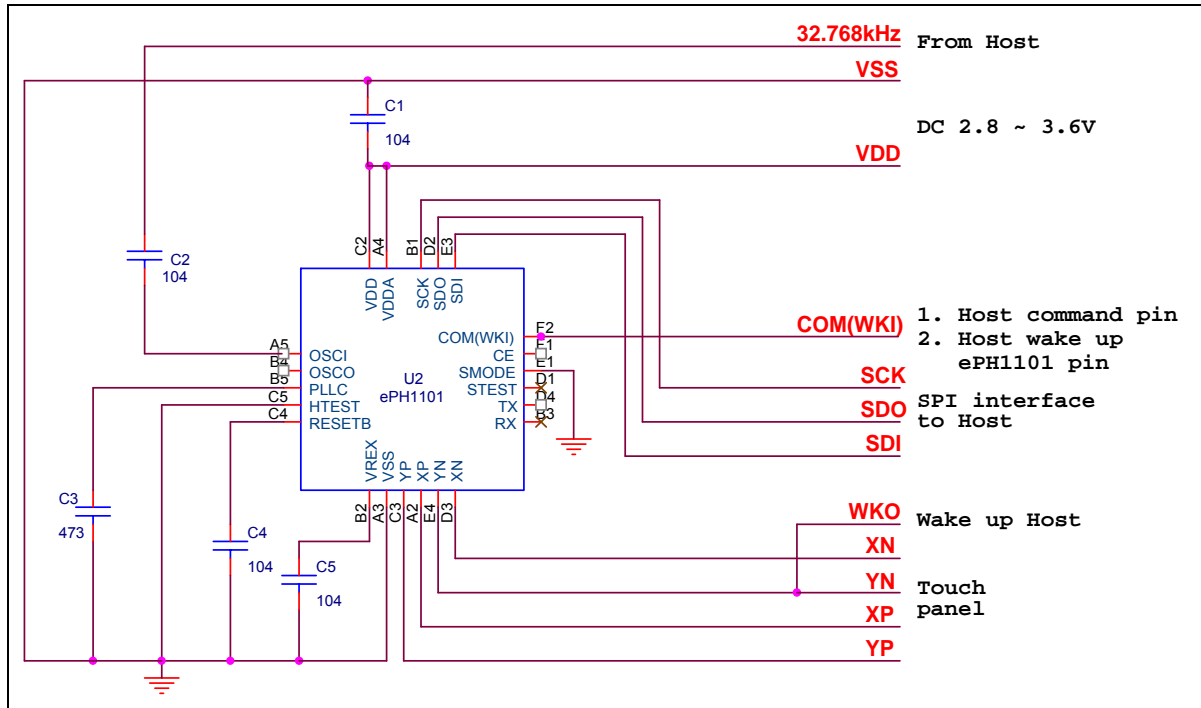 32.768kHz From Host
VSS
C1
104
DC 2.8 ~ 3.6V
VDD
C2
104
C2
A4
B1
D2
E3
VDD
VDDA
SCK
SDO
SDI
A5
OSCI
B4
OSCO
B5
PLLC
C5
HTEST
C4
RESETB
U2
ePH1101
COM(WKI)
F2
CE
F1
SMODE
E1
STEST
D1
TX
D4
RX
B3
VREX
VSS
YP
XP
YN
XN
B2
A3
C3
A2
E4
D3
COM(WKI)
1. Host command pin
2. Host wake up
ePH1101 pin
SCK
SDO
SDI
SPI interface
to Host
C3
473
C4
104
C5
104
WKO Wake up Host
XN
YN
XP
YP
Touch
panel